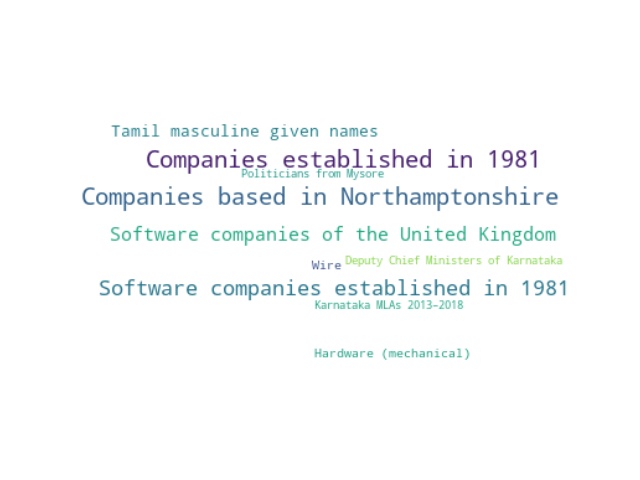 Tamil masculine given names
Companies established in 1981
Politicians from Mysore
Companies based in Northamptonshire
Software companies of the United Kingdom
Deputy Chief Ministers of Karnataka
Wire
Software companies established in 1981
Karnataka MLAs 2013–2018
Hardware (mechanical)